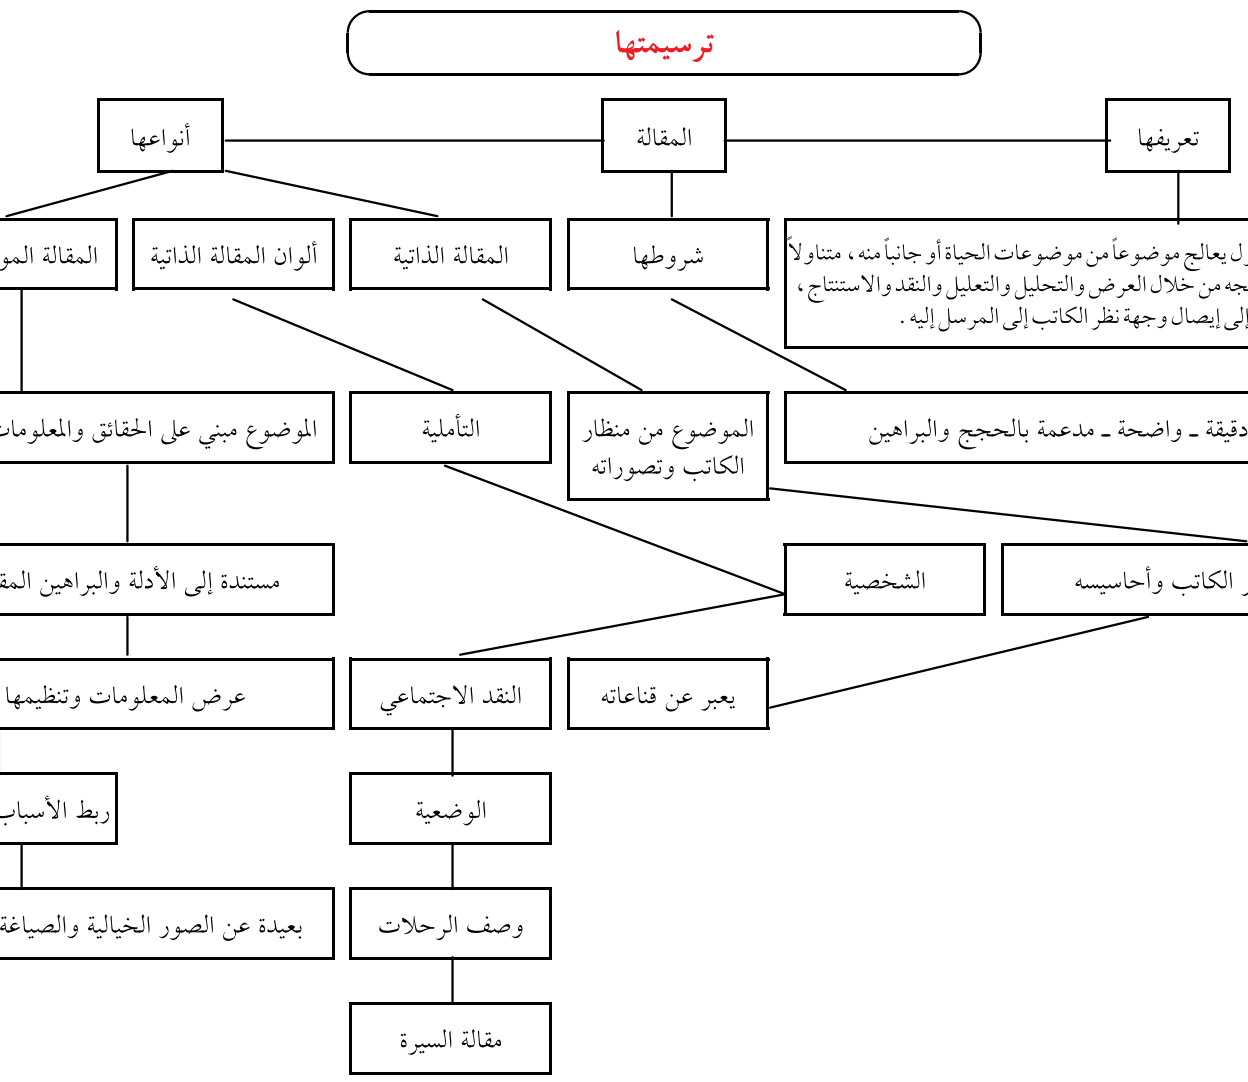 ترسيمتها
تعريفها
المقالة
أنواعها
يعالج موضوعاً من موضوعات الحياة أو جانباً منه ، متناولاً
من خلال العرض والتحليل والتعليل والنقد والاستنتاج ،
إلى إيصال وجهة نظر الكاتب إلى المرسل إليه .
شروطها
المقالة الذاتية
ألوان المقالة الذاتية
المقالة
دقيقة ـ واضحة ـ مدعمة بالحجج والبراهين
الموضوع من منظار
الكاتب وتصوراته
التأملية
الموضوع مبني على الحقائق والمعلومات
الكاتب وأحاسيسه
الشخصية
مستندة إلى الأدلة والبراهين
يعبر عن قناعاته
النقد الاجتماعي
عرض المعلومات وتنظيمها
الوضعية
ربط الأسباب
وصف الرحلات
بعيدة عن الصور الخيالية والصياغة
مقالة السيرة